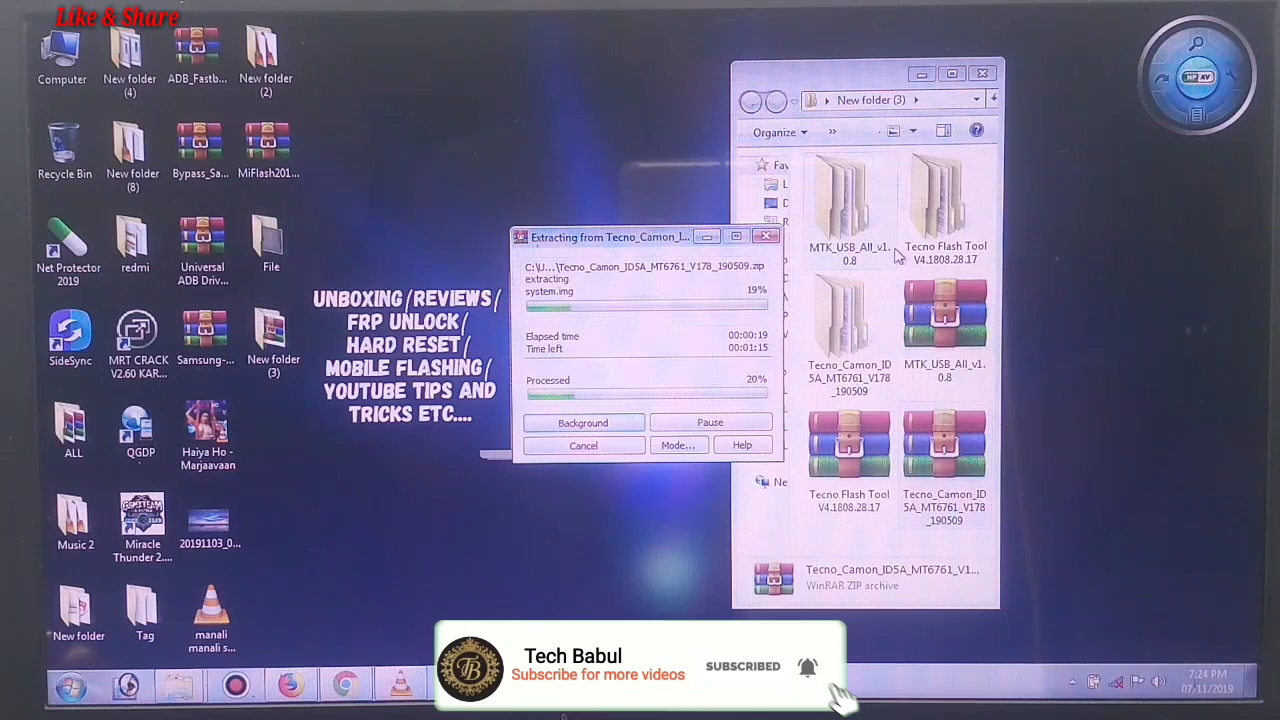 Like & Share
Computer
New folder
(4)
ADB_Fastb...
New folder
(2)
Recycle Bin
New folder
(8)
Bypass_Sa...
MiFlash201...
Net Protector
2019
redmi
Universal
ADB Driv...
File
SideSync
MRT CRACK
V2.60 KAR...
Samsung-...
New folder
(3)
ALL
QGDP
Haiya Ho -
Marjaavaan
Music 2
Miracle
Thunder 2....
20191103_0...
New folder
Tag
manali
manali s...
UNBOXING/REVIEWS/
FRP UNLOCK/
HARD RESET/
MOBILE FLASHING/
YOUTUBE TIPS AND
TRICKS ETC....
Extracting from Tecno_Camon_I...
C:\U...\Tecno_Camon_ID5A_MT6761_V178_190509.zip
extracting
system.img
19%
Elapsed time
00:00:19
Time left
00:01:15
Processed
20%
Background
Pause
Cancel
Mode...
Help
New folder (3)
Organize
»
Fav
L
D
R
Ne
MTK_USB_All_v1.
0.8
Tecno Flash Tool
V4.1808.28.17
Tecno_Camon_ID
5A_MT6761_V178
_190509
MTK_USB_All_v1.
0.8
Tecno Flash Tool
V4.1808.28.17
Tecno_Camon_ID
5A_MT6761_V178
_190509
Tecno_Camon_ID5A_MT6761_V1...
WinRAR ZIP archive
NP AV
TB
Tech Babul
Subscribe for more videos
SUBSCRIBED
7:24 PM
07/11/2019